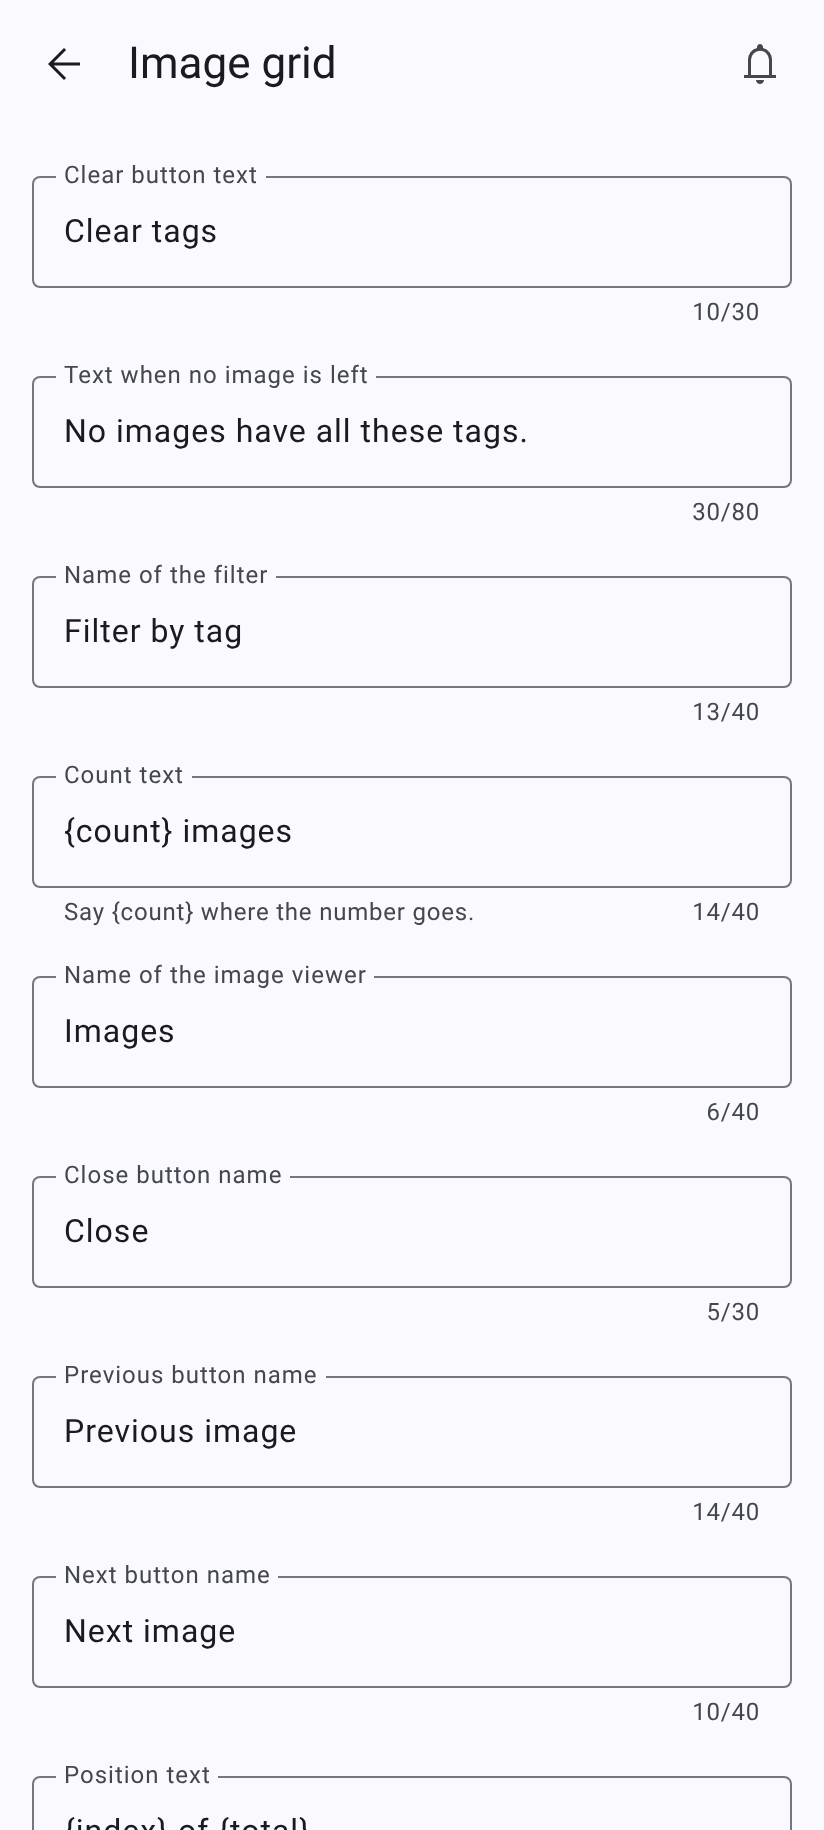 Image grid
Clear button text
Clear tags
10/30
Text when no image is left
No images have all these tags.
30/80
Name of the filter
Filter by tag
13/40
Count text
{count} images
Say {count} where the number goes.
14/40
Name of the image viewer
Images
6/40
Close button name
Close
5/30
Previous button name
Previous image
14/40
Next button name
Next image
10/40
Position text
{index} of {total}